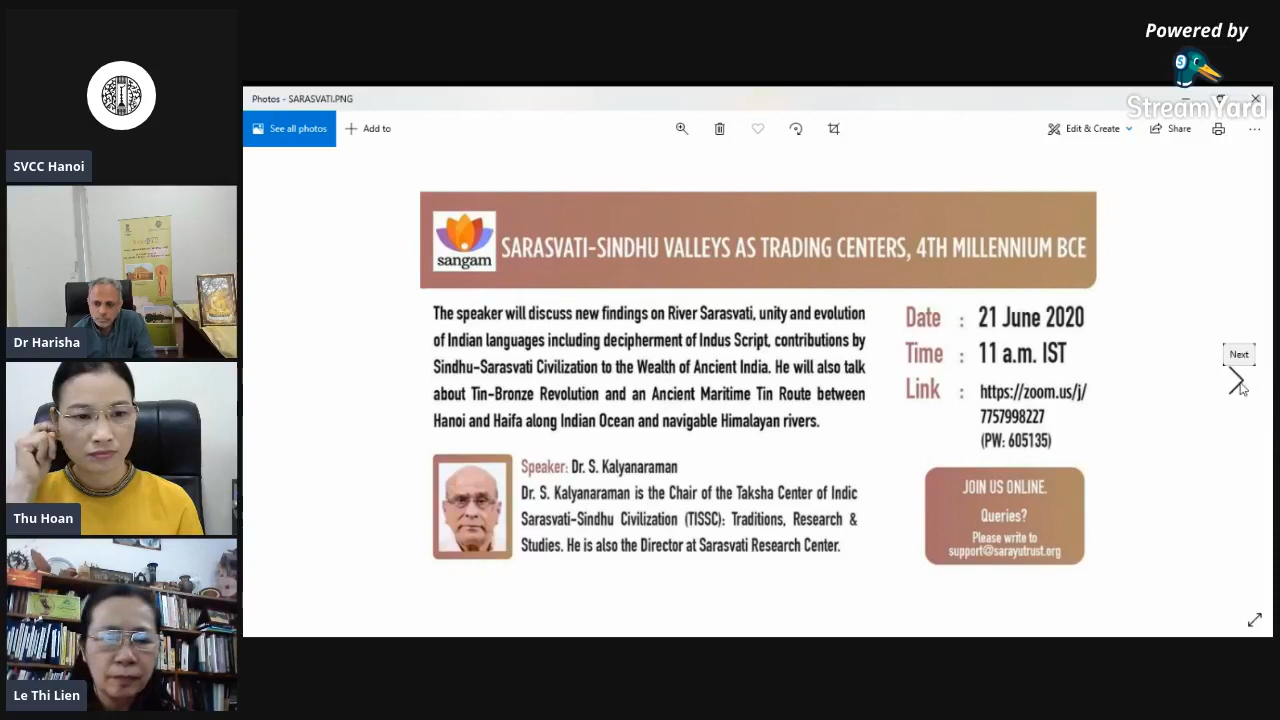 Powered by
StreamYard
SVCC Hanoi
Dr Harisha
Thu Hoan
Le Thi Lien
Photos - SARASVATI.PNG
See all photos
Add to
Edit & Create
Share
Next
sangam
SARASVATI-SINDHU VALLEYS AS TRADING CENTERS, 4TH MILLENNIUM BCE
The speaker will discuss new findings on River Sarasvati, unity and evolution
of Indian languages including decipherment of Indus Script, contributions by
Sindhu-Sarasvati Civilization to the Wealth of Ancient India. He will also talk
about Tin-Bronze Revolution and an Ancient Maritime Tin Route between
Hanoi and Haifa along Indian Ocean and navigable Himalayan rivers.
Speaker: Dr. S. Kalyanaraman
Dr. S. Kalyanaraman is the Chair of the Taksha Center of Indic
Sarasvati-Sindhu Civilization (TISSC): Traditions, Research &
Studies. He is also the Director at Sarasvati Research Center.
Date : 21 June 2020
Time : 11 a.m. IST
Link : https://zoom.us/j/
7757998227
(PW: 605135)
JOIN US ONLINE.
Queries?
Please write to
support@sarayutrust.org